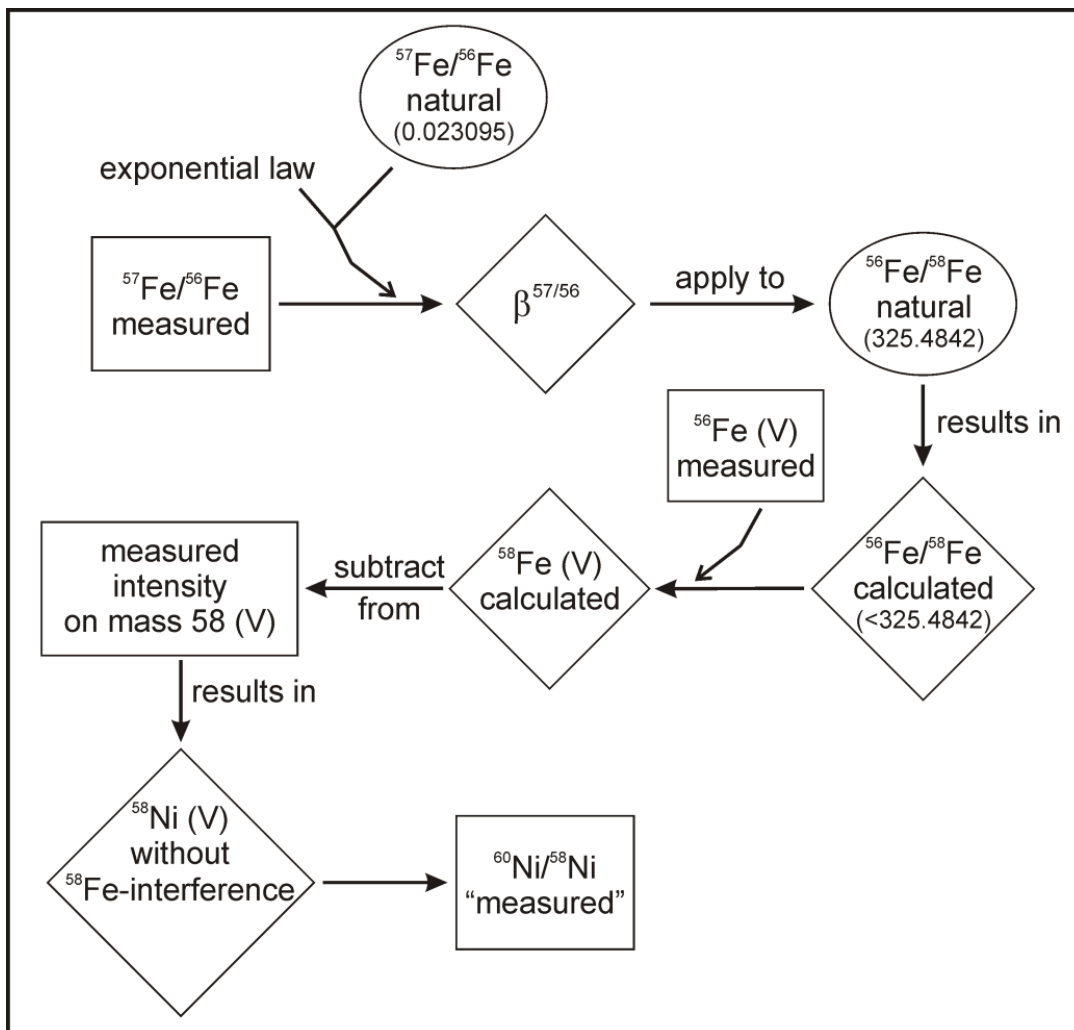 ⁵⁷Fe/⁵⁶Fe
natural
(0.023095)
exponential law
⁵⁷Fe/⁵⁶Fe
measured
β⁵⁷/⁵⁶
apply to
⁵⁶Fe/⁵⁸Fe
natural
(325.4842)
results in
⁵⁶Fe (V)
measured
⁵⁶Fe/⁵⁸Fe
calculated
(<325.4842)
⁵⁸Fe (V)
calculated
subtract
from
measured
intensity
on mass 58 (V)
results in
⁵⁸Ni (V)
without
⁵⁸Fe-interference
⁶⁰Ni/⁵⁸Ni
“measured”